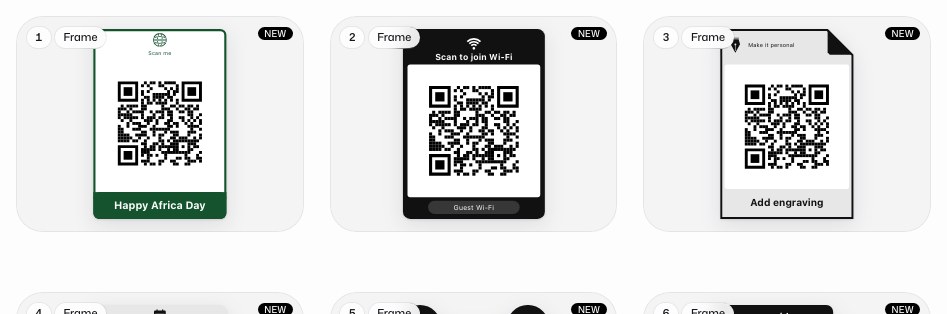 1 Frame NEW
Scan me
Happy Africa Day
2 Frame NEW
Scan to join Wi-Fi
Guest Wi-Fi
3 Frame NEW
Make it personal
Add engraving
4 Frame NEW
5 Frame NEW
6 Frame NEW